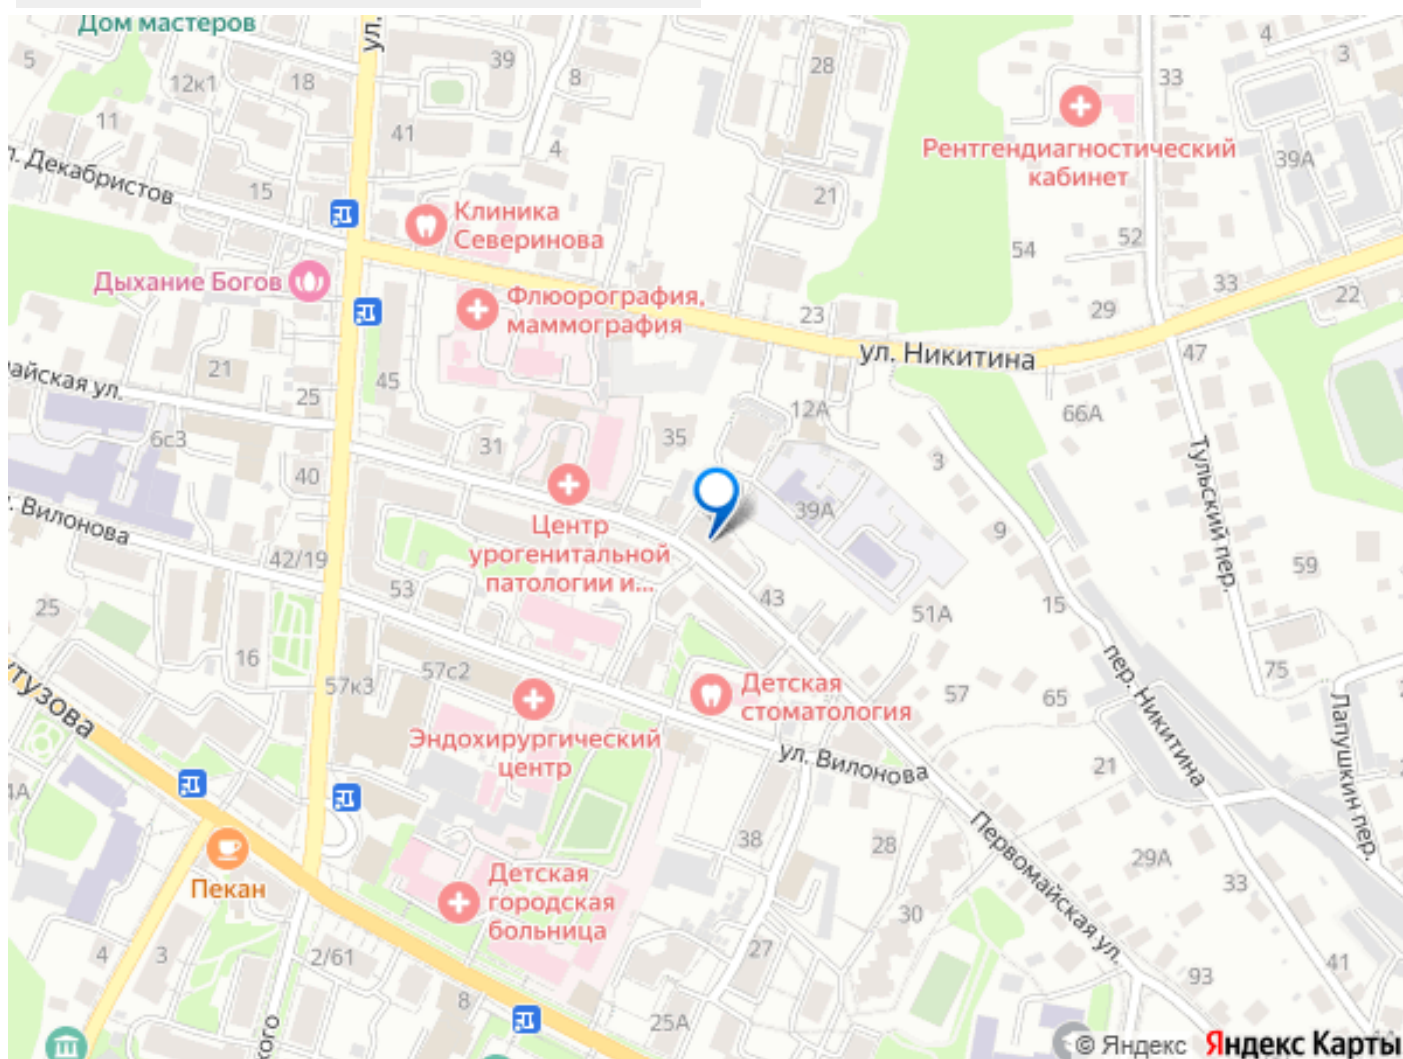 Дом мастеров
ул.
5
12к1
18
39
8
28
33
4
3
11
41
4
Рентгендиагностический
кабинет
39А
л. Декабристов
15
21
Клиника
Северинова
54
52
Дыхание Богов
Флюорография,
маммография
23
29
33
22
ул. Никитина
47
21
45
25
айская ул.
12А
66А
6с3
31
35
3
Тульский пер.
40
Центр
урогенитальной
патологии и...
39А
9
. Вилонова
42/19
53
43
15
59
51А
25
16
57к3
57с2
Детская
стоматология
57
65
75
пер. Никитина
Лапушкин пер.
утузова
Эндохирургический
центр
ул. Вилонова
21
4А
38
28
Первомайская ул.
29А
33
Пекан
Детская
городская
больница
30
4
3
2/61
27
93
41
8
25А
кого
© Яндекс Яндекс Карты